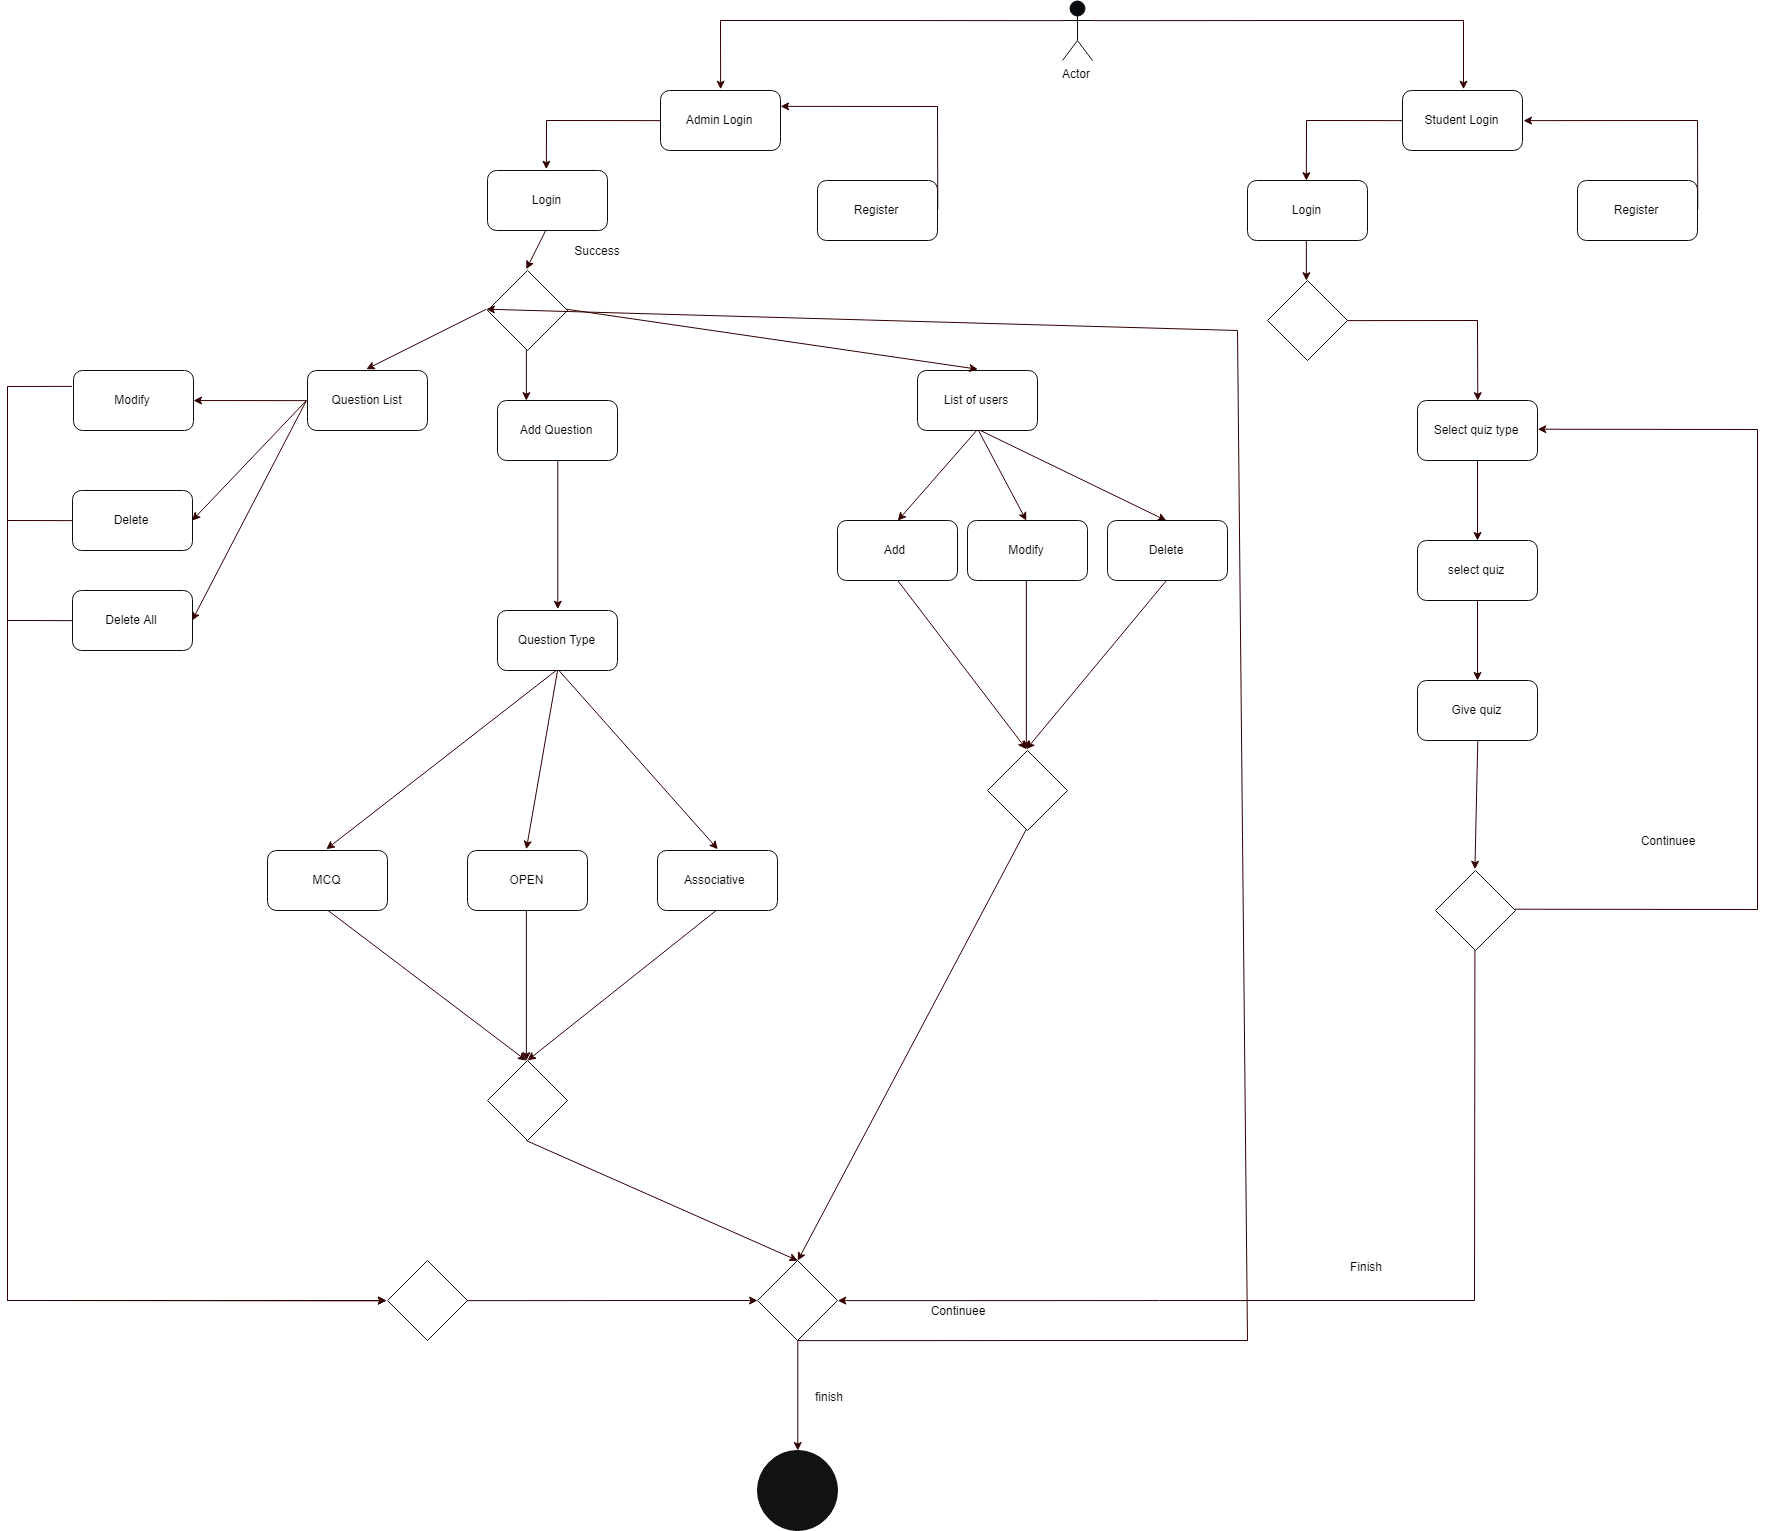 Actor
Admin Login
Student Login
Login
Register
Login
Register
Success
Modify
Question List
Add Question
List of users
Select quiz type
Delete
Add
Modify
Delete
select quiz
Delete All
Question Type
Give quiz
Continuee
MCQ
OPEN
Associative
Finish
Continuee
finish